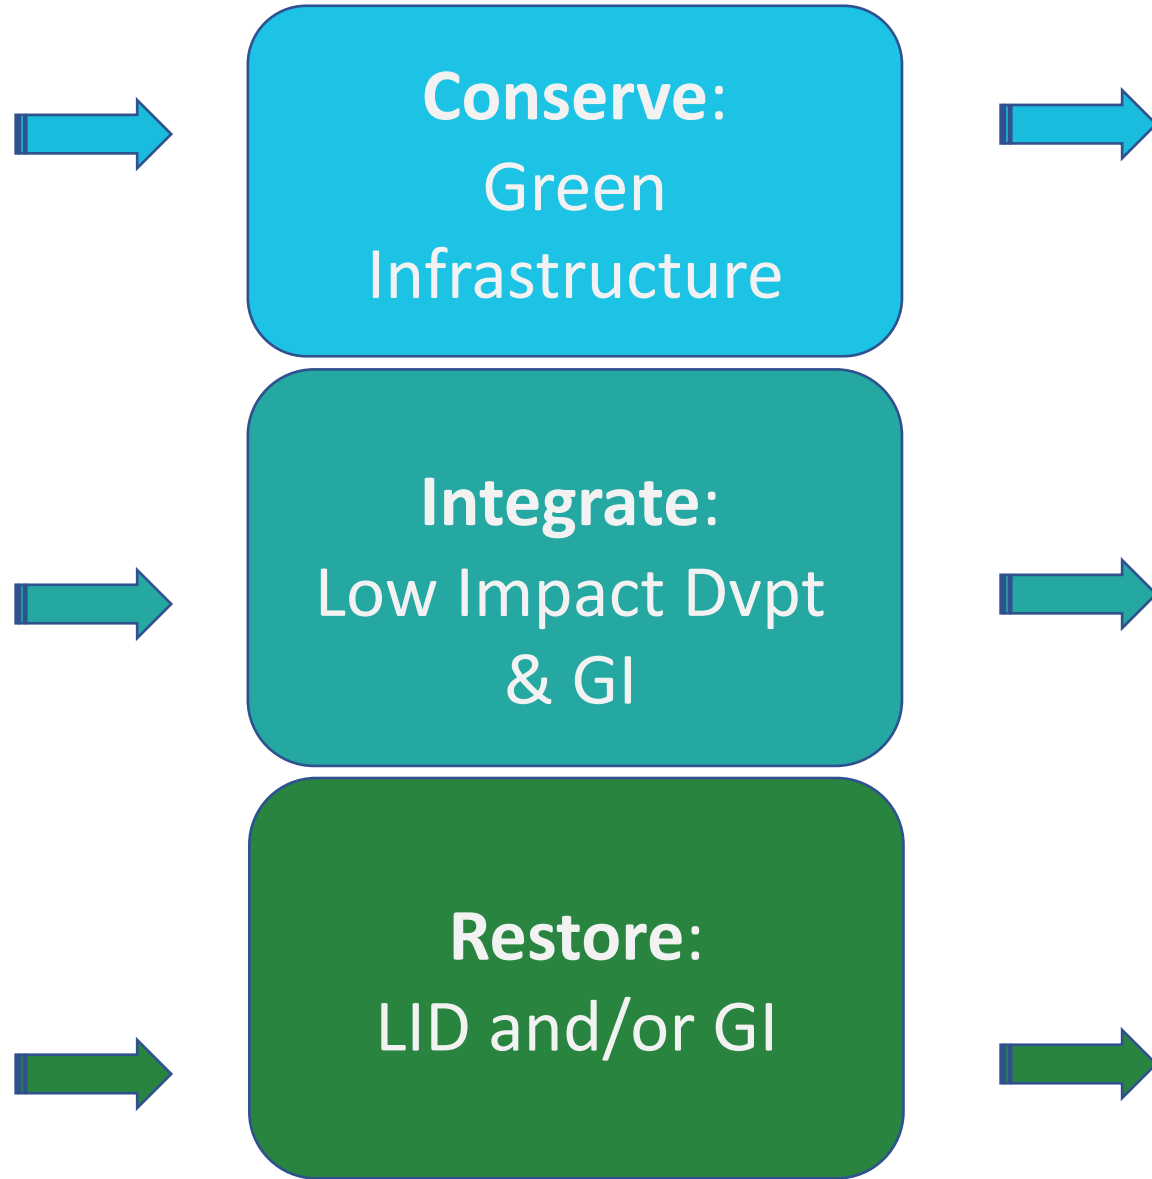 Conserve:
Green
Infrastructure
Integrate:
Low Impact Dvpt
& GI
Restore:
LID and/or GI